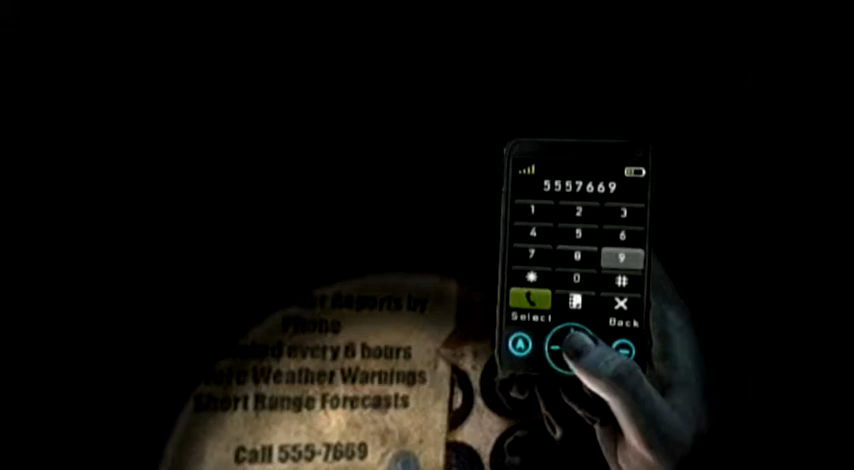 Reports by
Phone
every 6 hours
Weather Warnings
Short Range Forecasts
Call 555-7669
5557669
1 2 3
4 5 6
7 8 9
* 0 #
Select Back
A